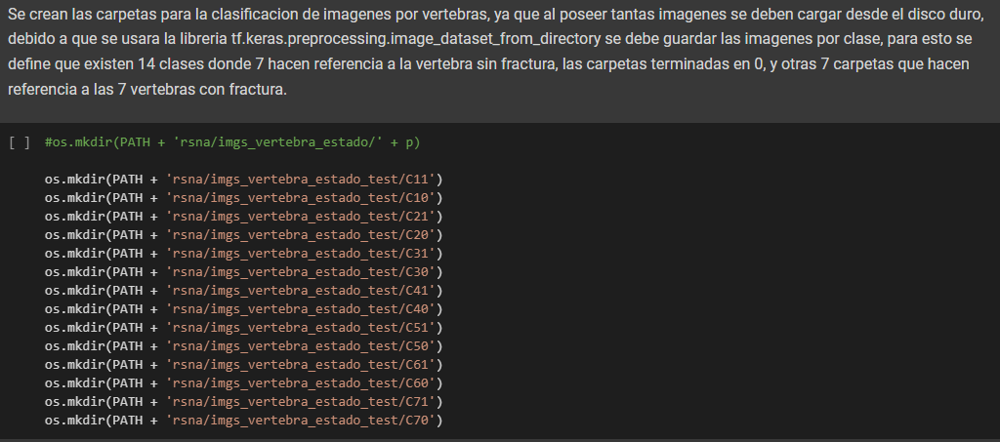 Se crean las carpetas para la clasificacion de imagenes por vertebras, ya que al poseer tantas imagenes se deben cargar desde el disco duro,
debido a que se usara la libreria tf.keras.preprocessing.image_dataset_from_directory se debe guardar las imagenes por clase, para esto se
define que existen 14 clases donde 7 hacen referencia a la vertebra sin fractura, las carpetas terminadas en 0, y otras 7 carpetas que hacen
referencia a las 7 vertebras con fractura.
[ ] #os.mkdir(PATH + 'rsna/imgs_vertebra_estado/' + p)
os.mkdir(PATH + 'rsna/imgs_vertebra_estado_test/C11')
os.mkdir(PATH + 'rsna/imgs_vertebra_estado_test/C10')
os.mkdir(PATH + 'rsna/imgs_vertebra_estado_test/C21')
os.mkdir(PATH + 'rsna/imgs_vertebra_estado_test/C20')
os.mkdir(PATH + 'rsna/imgs_vertebra_estado_test/C31')
os.mkdir(PATH + 'rsna/imgs_vertebra_estado_test/C30')
os.mkdir(PATH + 'rsna/imgs_vertebra_estado_test/C41')
os.mkdir(PATH + 'rsna/imgs_vertebra_estado_test/C40')
os.mkdir(PATH + 'rsna/imgs_vertebra_estado_test/C51')
os.mkdir(PATH + 'rsna/imgs_vertebra_estado_test/C50')
os.mkdir(PATH + 'rsna/imgs_vertebra_estado_test/C61')
os.mkdir(PATH + 'rsna/imgs_vertebra_estado_test/C60')
os.mkdir(PATH + 'rsna/imgs_vertebra_estado_test/C71')
os.mkdir(PATH + 'rsna/imgs_vertebra_estado_test/C70')